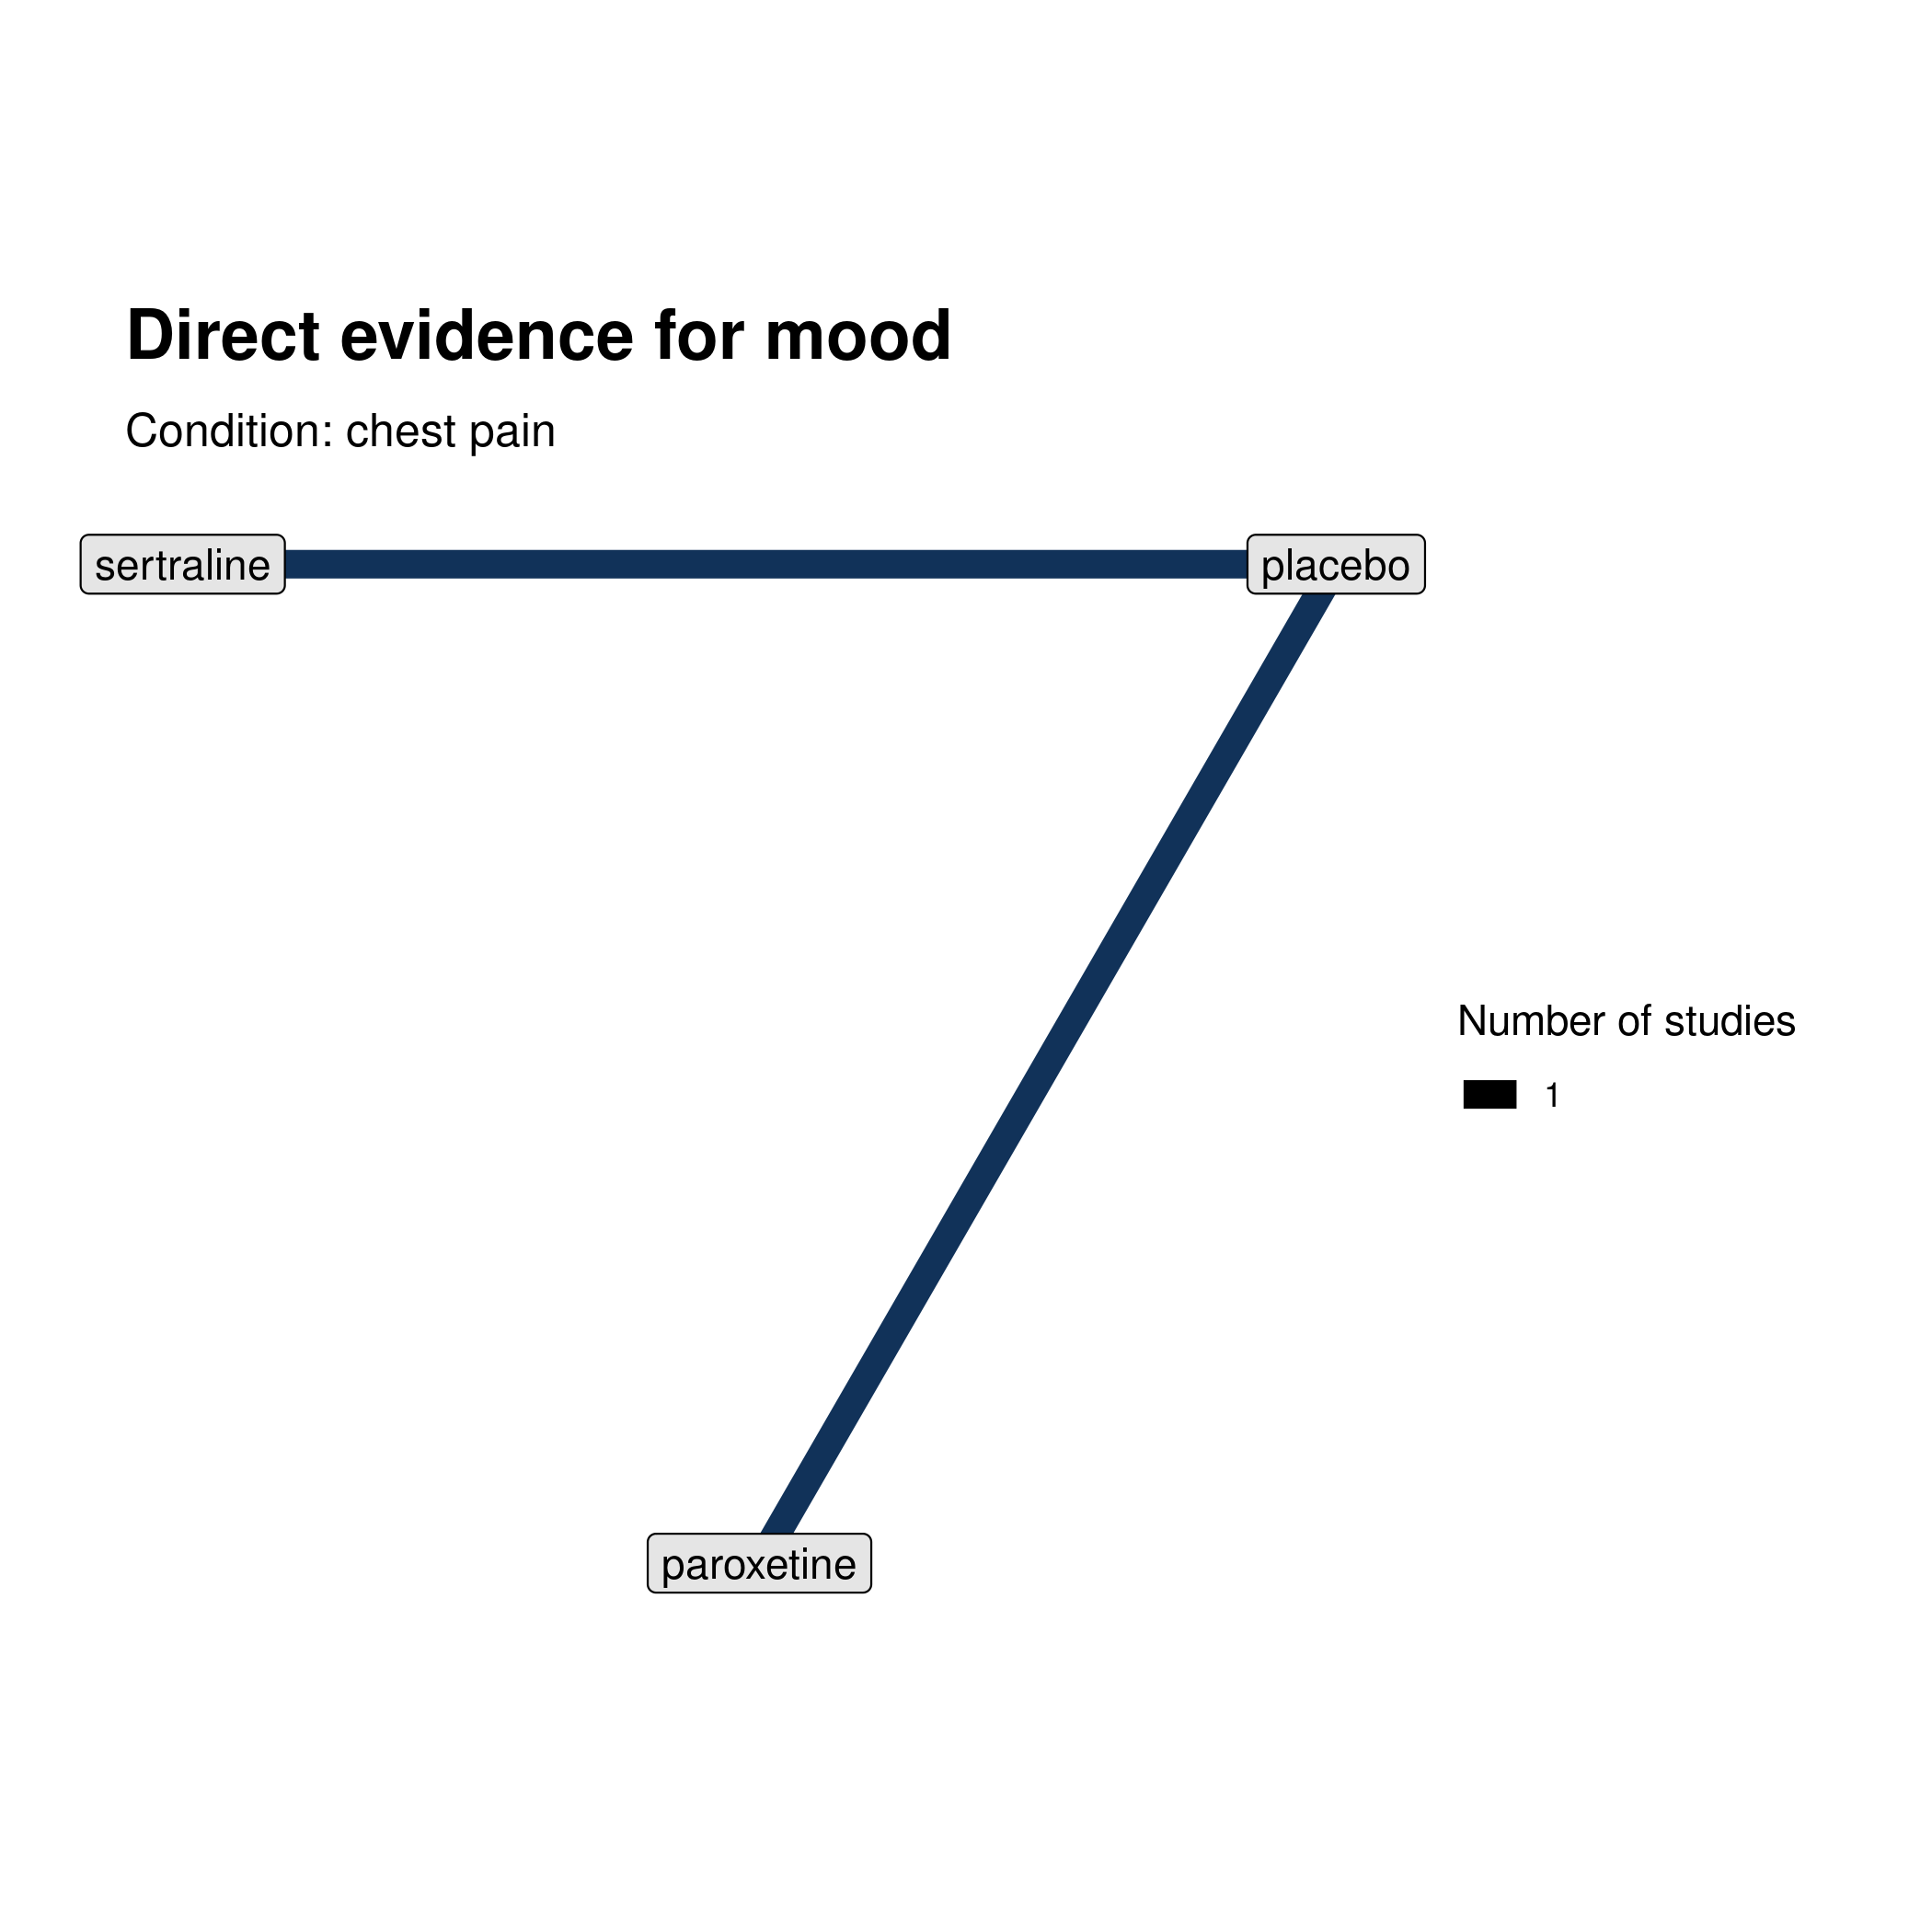 Direct evidence for mood
Condition: chest pain
sertraline
placebo
Number of studies
1
paroxetine